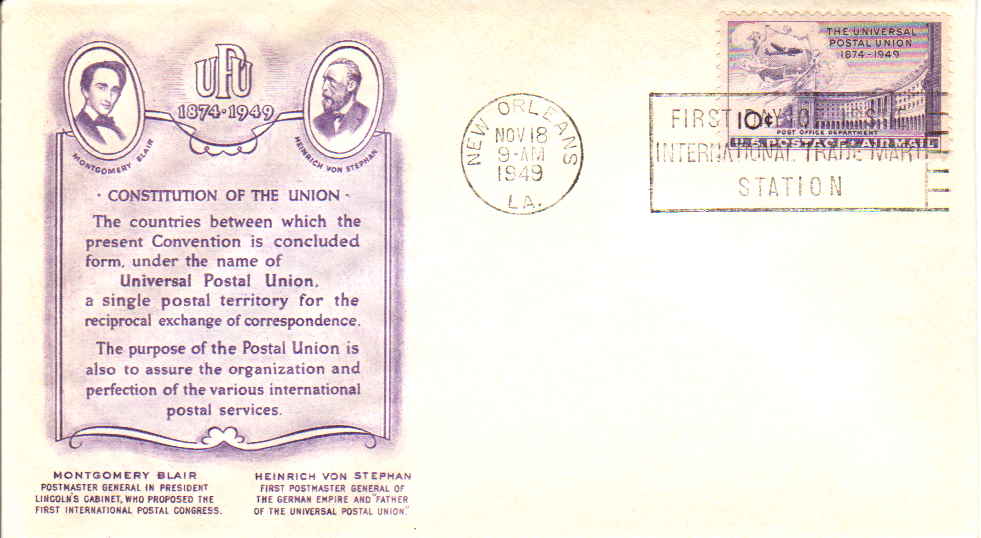 UPU
1874·1949
MONTGOMERY BLAIR
HEINRICH VON STEPHAN
· CONSTITUTION OF THE UNION ·
The countries between which the
present Convention is concluded
form, under the name of
Universal Postal Union,
a single postal territory for the
reciprocal exchange of correspondence.
The purpose of the Postal Union is
also to assure the organization and
perfection of the various international
postal services.
MONTGOMERY BLAIR
POSTMASTER GENERAL IN PRESIDENT
LINCOLN'S CABINET, WHO PROPOSED THE
FIRST INTERNATIONAL POSTAL CONGRESS.
HEINRICH VON STEPHAN
FIRST POSTMASTER GENERAL OF
THE GERMAN EMPIRE AND "FATHER
OF THE UNIVERSAL POSTAL UNION."
NEW ORLEANS
NOV 18
9-AM
1949
LA.
THE UNIVERSAL
POSTAL UNION
1874-1949
10¢
POST OFFICE DEPARTMENT
U.S. POSTAGE AIR MAIL
FIRST DAY OF
INTERNATIONAL TRADE MART
STATION